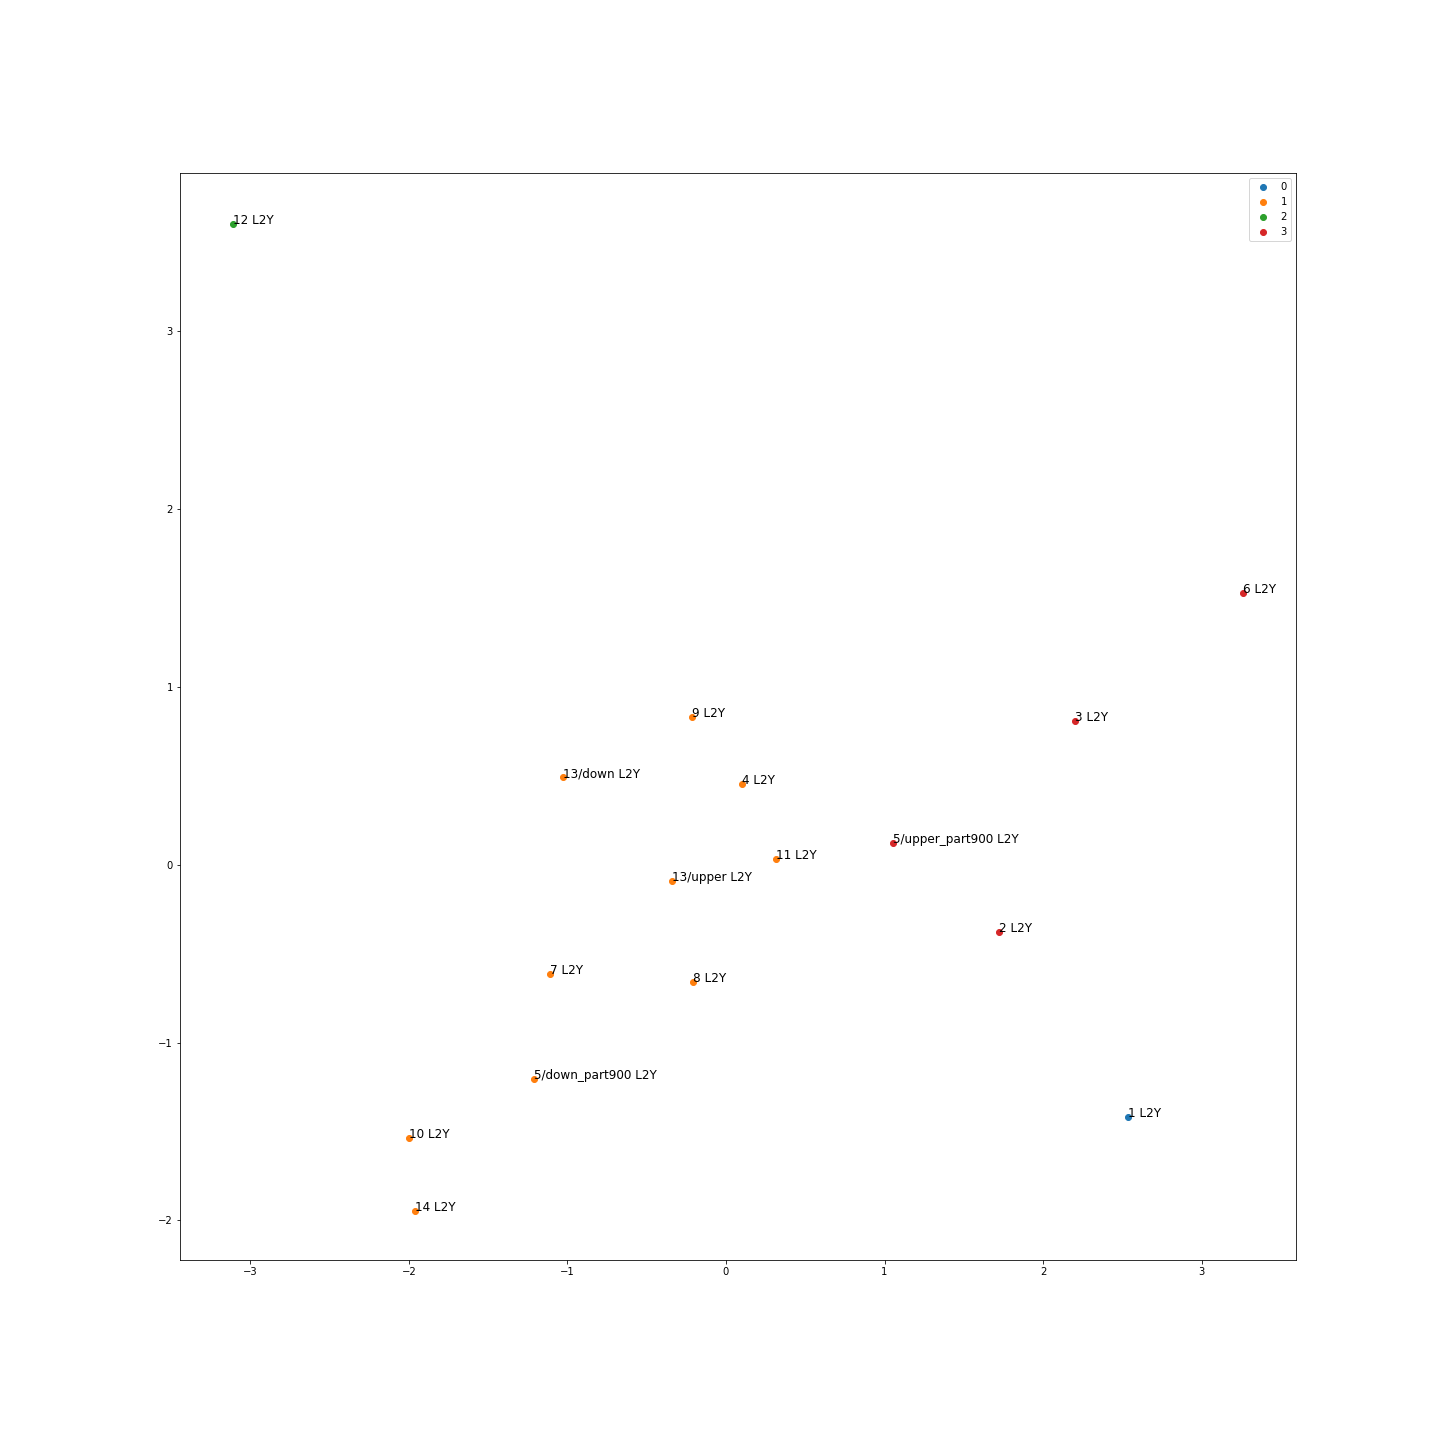 0
1
2
3
12 L2Y
3
2
6 L2Y
1
9 L2Y
3 L2Y
13/down L2Y
4 L2Y
5/upper_part900 L2Y
11 L2Y
0
13/upper L2Y
2 L2Y
7 L2Y
8 L2Y
−1
5/down_part900 L2Y
1 L2Y
10 L2Y
14 L2Y
−2
−3 −2 −1 0 1 2 3